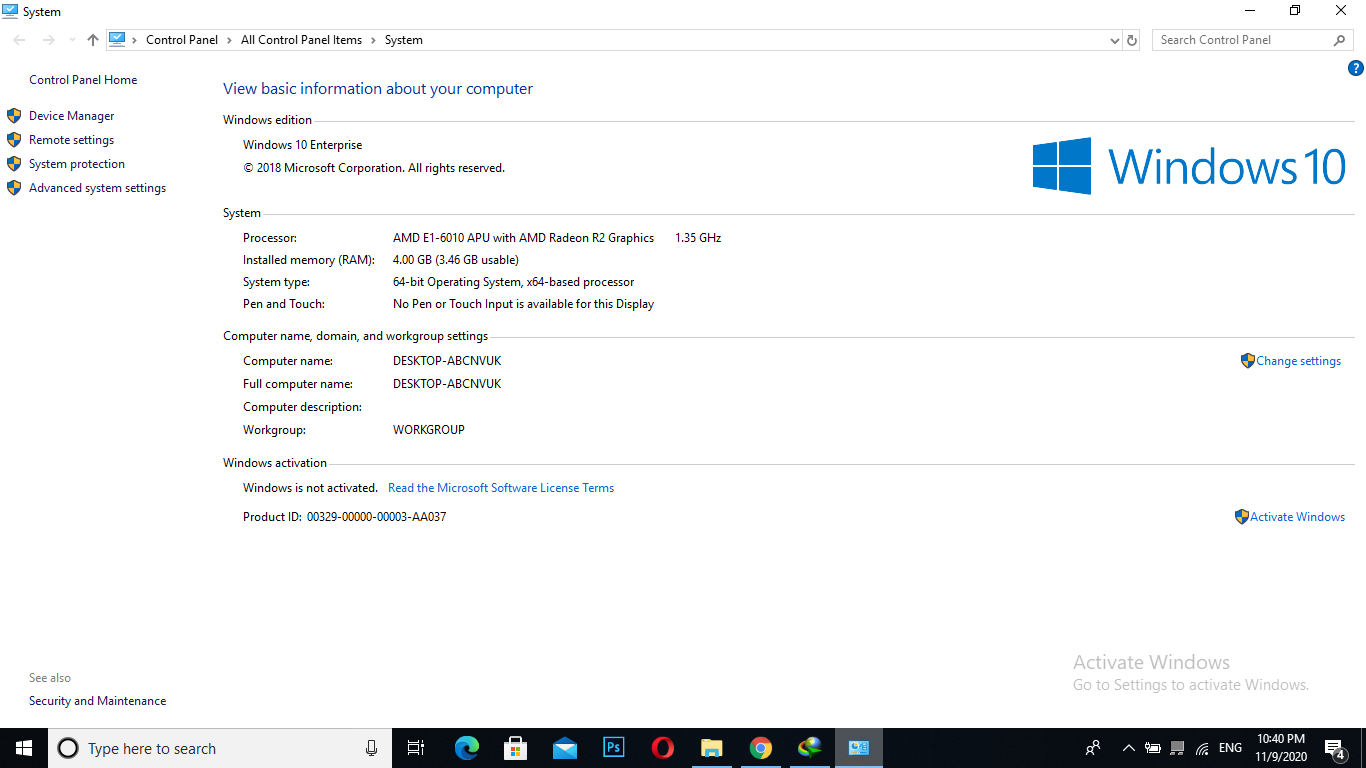 System
Control Panel > All Control Panel Items > System
Search Control Panel
?
Control Panel Home
Device Manager
Remote settings
System protection
Advanced system settings
View basic information about your computer
Windows edition
Windows 10 Enterprise
© 2018 Microsoft Corporation. All rights reserved.
Windows 10
System
Processor: AMD E1-6010 APU with AMD Radeon R2 Graphics 1.35 GHz
Installed memory (RAM): 4.00 GB (3.46 GB usable)
System type: 64-bit Operating System, x64-based processor
Pen and Touch: No Pen or Touch Input is available for this Display
Computer name, domain, and workgroup settings
Computer name: DESKTOP-ABCNVUK
Change settings
Full computer name: DESKTOP-ABCNVUK
Computer description:
Workgroup: WORKGROUP
Windows activation
Windows is not activated. Read the Microsoft Software License Terms
Product ID: 00329-00000-00003-AA037
Activate Windows
See also
Security and Maintenance
Activate Windows
Go to Settings to activate Windows.
Type here to search
Ps
ENG
10:40 PM
11/9/2020
4